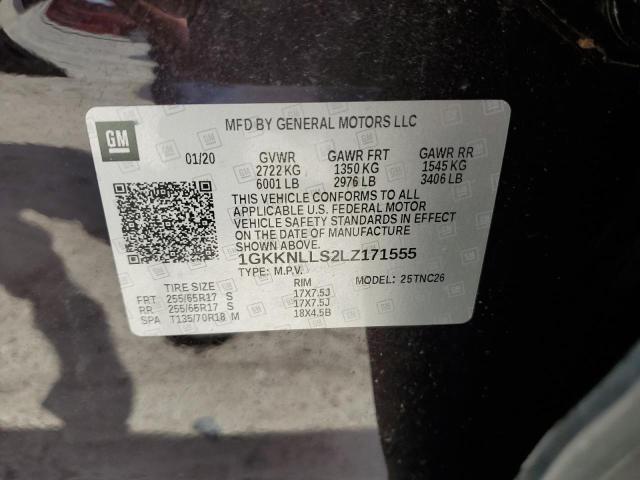 GM
MFD BY GENERAL MOTORS LLC
01/20 GVWR GAWR FRT GAWR RR
2722 KG 1350 KG 1545 KG
6001 LB 2976 LB 3406 LB
THIS VEHICLE CONFORMS TO ALL
APPLICABLE U.S. FEDERAL MOTOR
VEHICLE SAFETY STANDARDS IN EFFECT
ON THE DATE OF MANUFACTURE
SHOWN ABOVE.
1GKKNLLS2LZ171555
TYPE: M.P.V. MODEL: 25TNC26
TIRE SIZE RIM
FRT 255/65R17 S 17X7.5J
RR 255/65R17 S 17X7.5J
SPA T135/70R18 M 18X4.5B